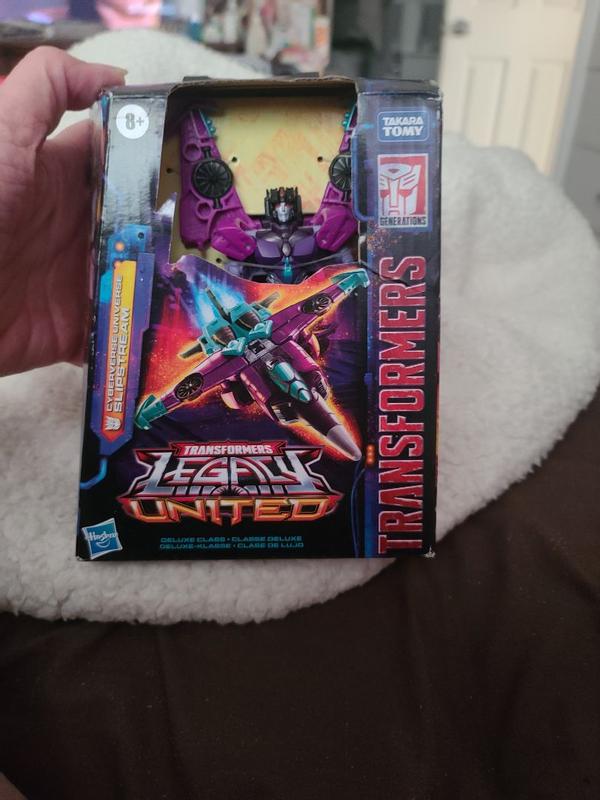 8+
TAKARA
TOMY
GENERATIONS
TRANSFORMERS
CYBERVERSE UNIVERSE
SLIPSTREAM
TRANSFORMERS
LEGACY
UNITED
Hasbro
DELUXE CLASS • CLASSE DELUXE
DELUXE-KLASSE • CLASE DE LUJO